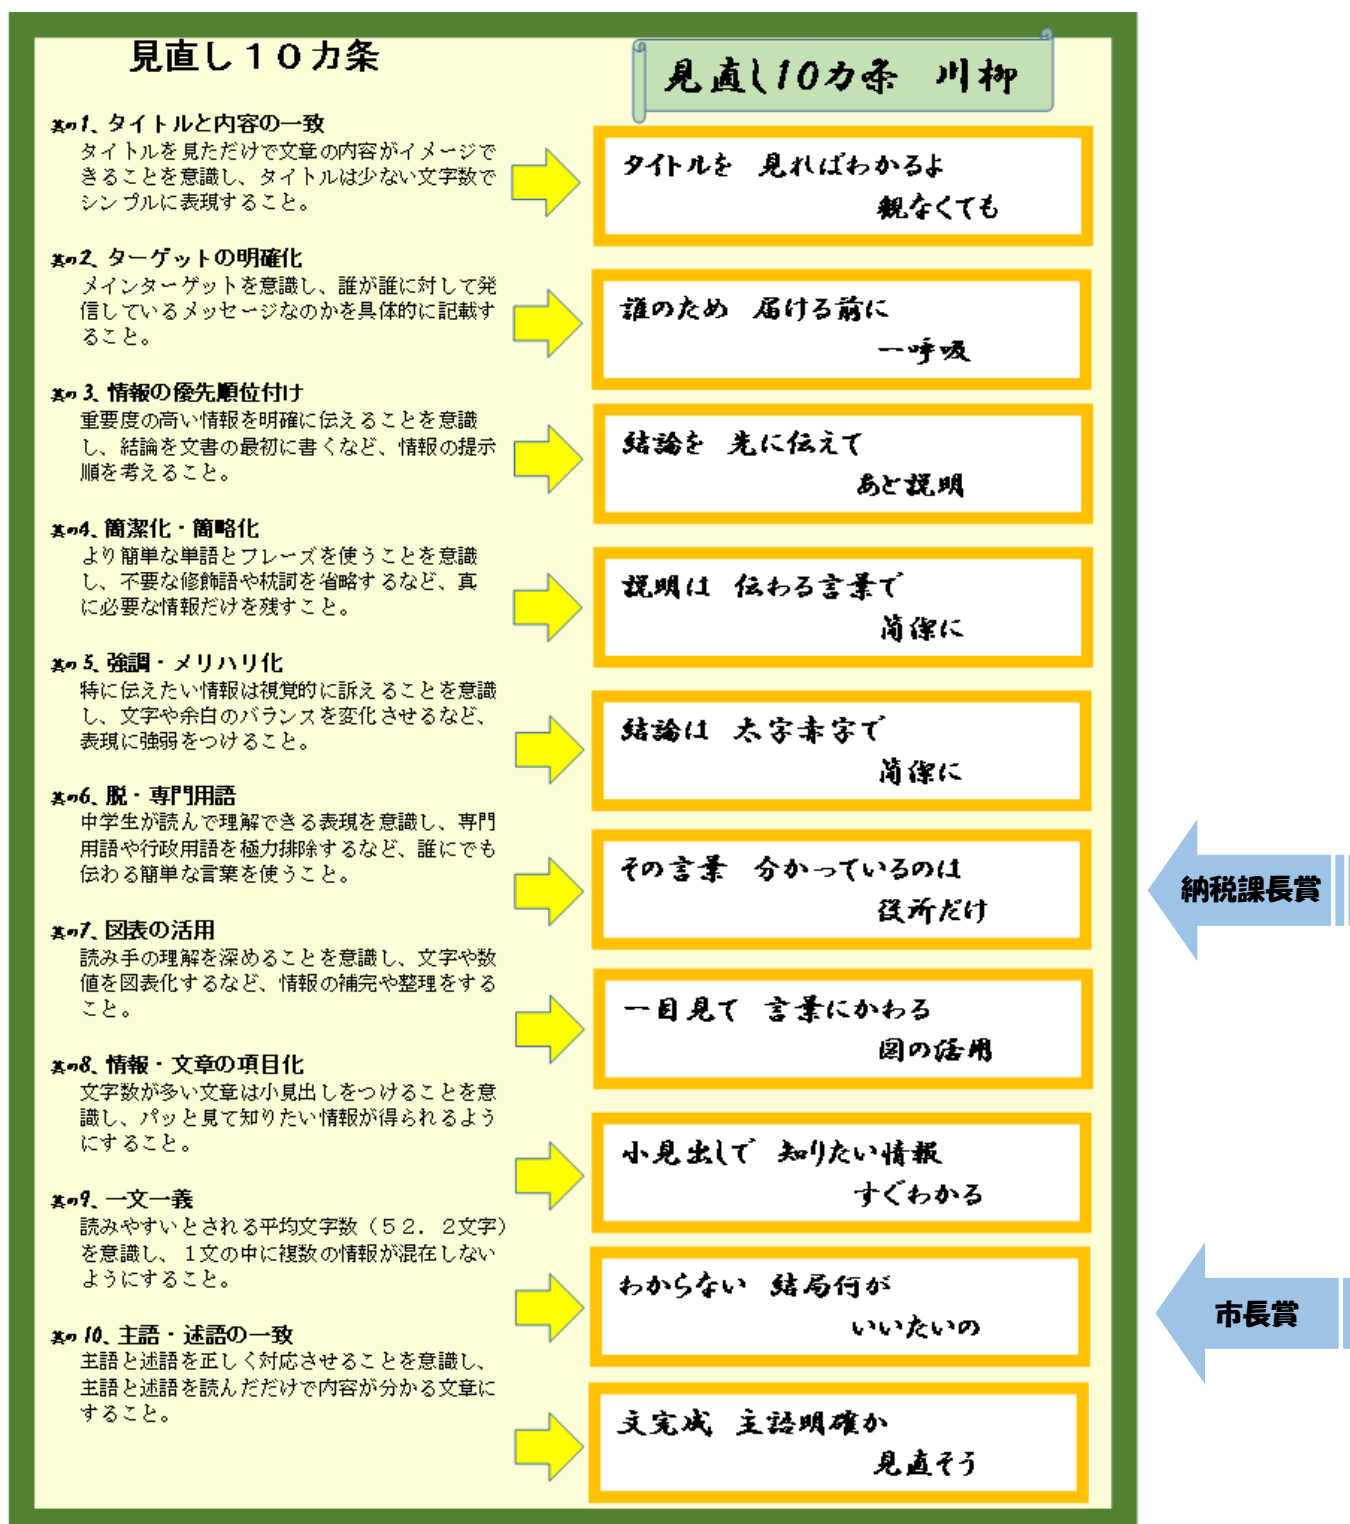 見直し１０カ条
其の1、タイトルと内容の一致
タイトルを見ただけで文章の内容がイメージで
きることを意識し、タイトルは少ない文字数で
シンプルに表現すること。
其の2、ターゲットの明確化
メインターゲットを意識し、誰が誰に対して発
信しているメッセージなのかを具体的に記載す
ること。
其の3、情報の優先順位付け
重要度の高い情報を明確に伝えることを意識
し、結論を文書の最初に書くなど、情報の提示
順を考えること。
其の4、簡潔化・簡略化
より簡単な単語とフレーズを使うことを意識
し、不要な修飾語や枕詞を省略するなど、真
に必要な情報だけを残すこと。
其の5、強調・メリハリ化
特に伝えたい情報は視覚的に訴えることを意識
し、文字や余白のバランスを変化させるなど、
表現に強弱をつけること。
其の6、脱・専門用語
中学生が読んで理解できる表現を意識し、専門
用語や行政用語を極力排除するなど、誰にでも
伝わる簡単な言葉を使うこと。
其の7、図表の活用
読み手の理解を深めることを意識し、文字や数
値を図表化するなど、情報の補完や整理をする
こと。
其の8、情報・文章の項目化
文字数が多い文章は小見出しをつけることを意
識し、パッと見て知りたい情報が得られるよう
にすること。
其の9、一文一義
読みやすいとされる平均文字数（５２．２文字）
を意識し、１文の中に複数の情報が混在しない
ようにすること。
其の10、主語・述語の一致
主語と述語を正しく対応させることを意識し、
主語と述語を読んだだけで内容が分かる文章に
すること。
見直し10カ条 川柳
タイトルを 見ればわかるよ
観なくても
誰のため 届ける前に
一呼吸
結論を 先に伝えて
あと説明
説明は 伝わる言葉で
簡潔に
結論は 太字赤字で
簡潔に
その言葉 分かっているのは
役所だけ
一目見て 言葉にかわる
図の活用
小見出しで 知りたい情報
すぐわかる
わからない 結局何が
いいたいの
文完成 主語明確か
見直そう
納税課長賞
市長賞